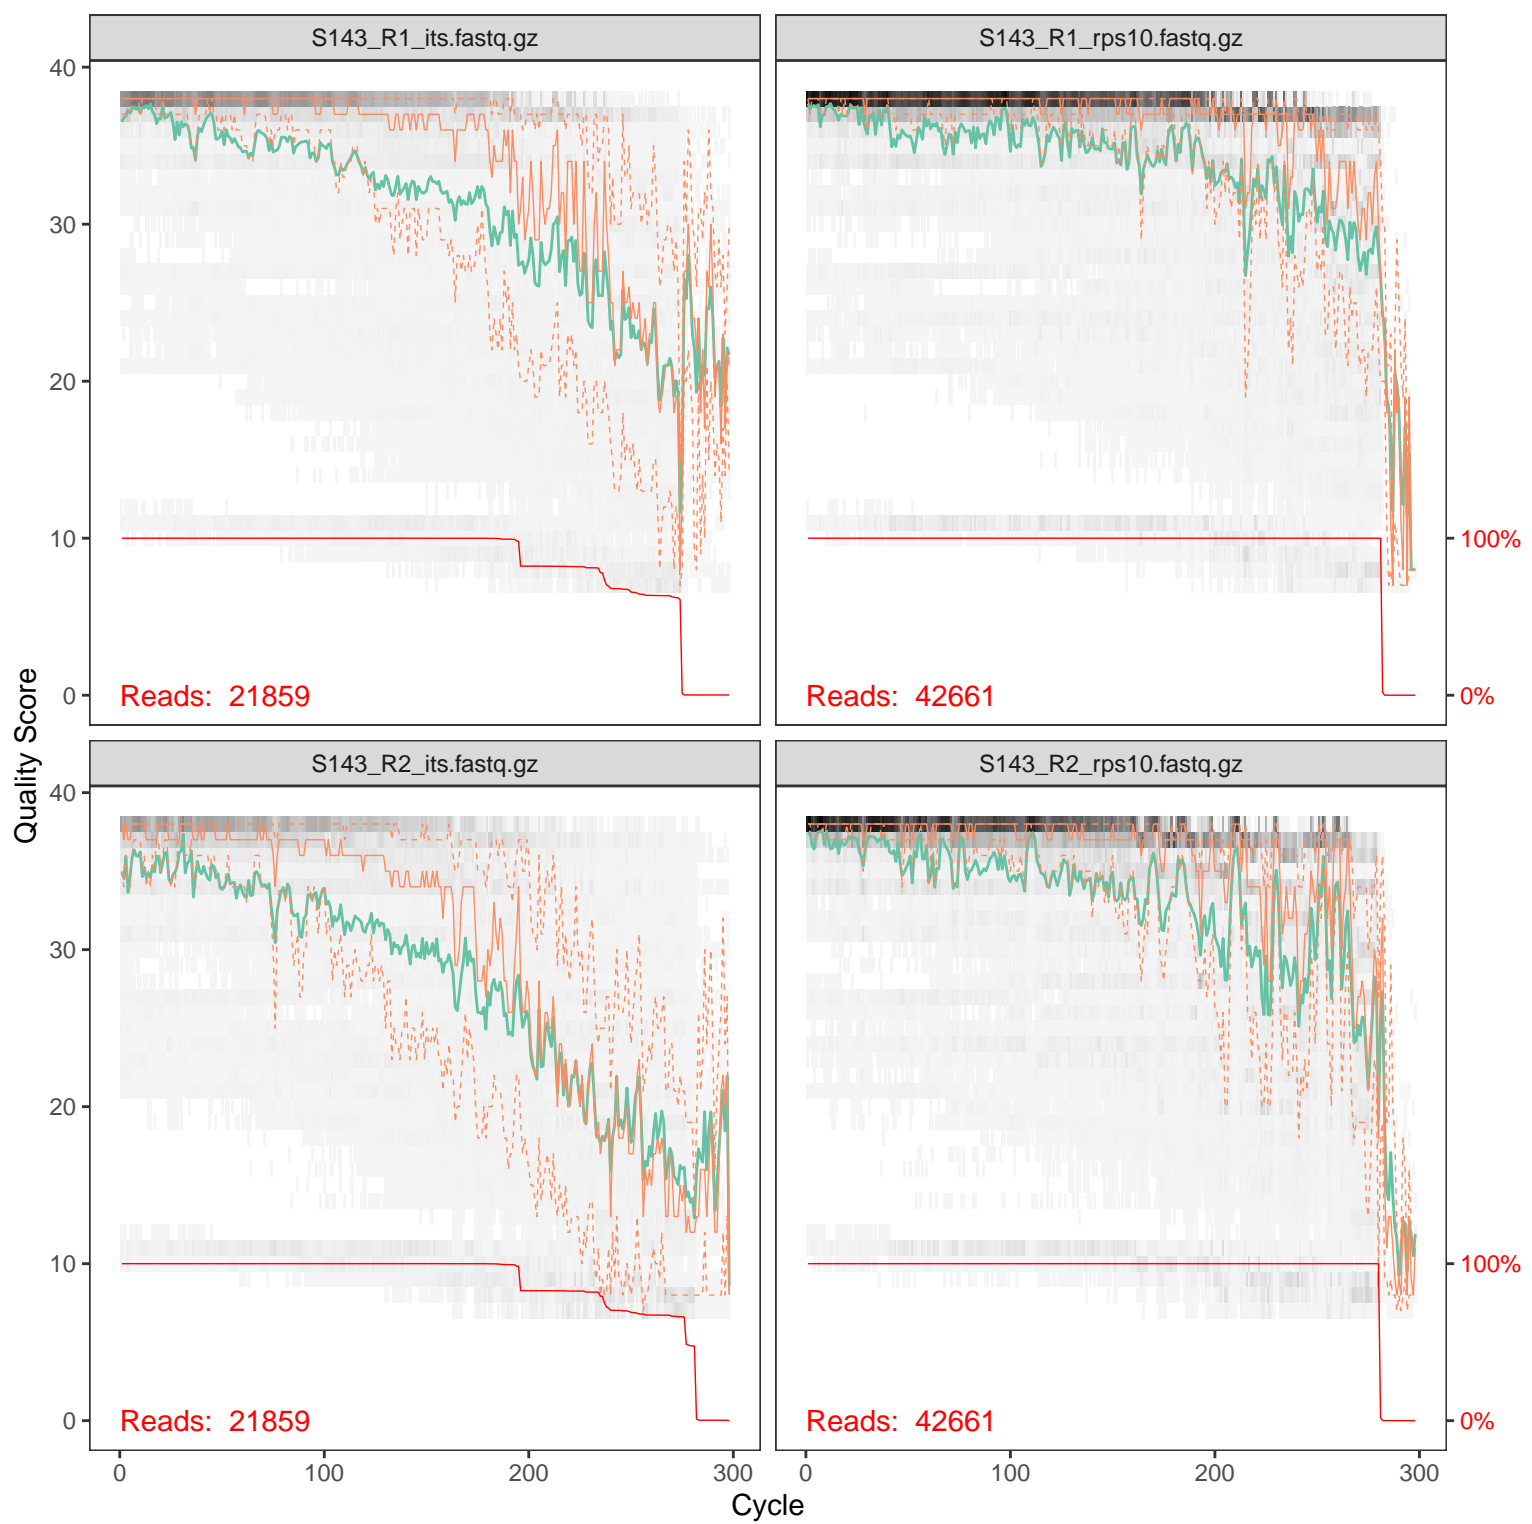 S143_R1_its.fastq.gz
S143_R1_rps10.fastq.gz
40
30
20
10
0
Reads: 21859
Reads: 42661
100%
0%
Quality Score
S143_R2_its.fastq.gz
S143_R2_rps10.fastq.gz
40
30
20
10
0
Reads: 21859
Reads: 42661
100%
0%
0 100 200 300
0 100 200 300
Cycle